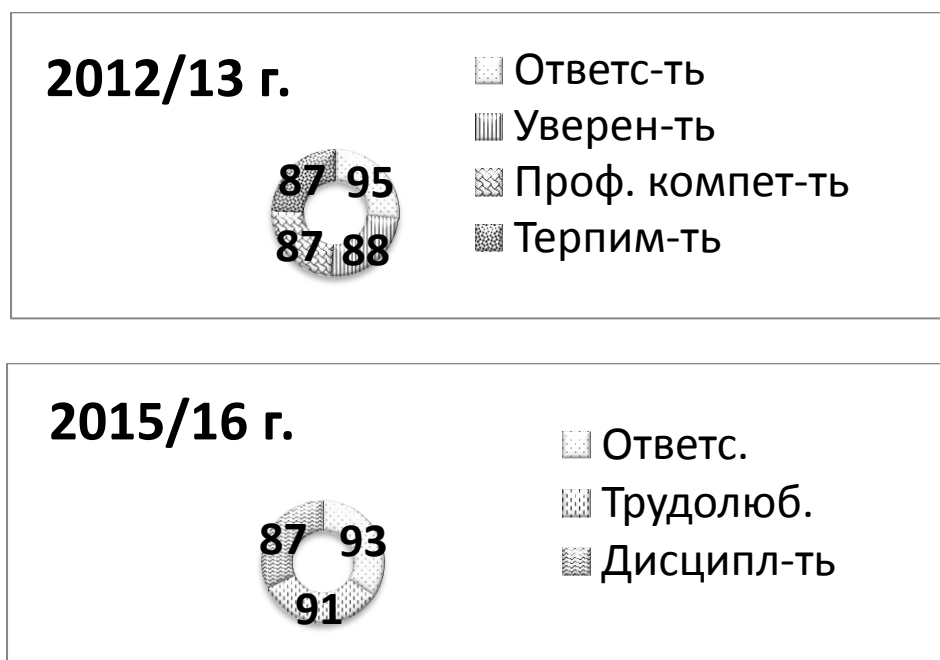 2012/13 г.
Ответс-ть
Уверен-ть
Проф. компет-ть
Терпим-ть
87 95
87 88
2015/16 г.
Ответс.
Трудолюб.
Дисципл-ть
87 93
91